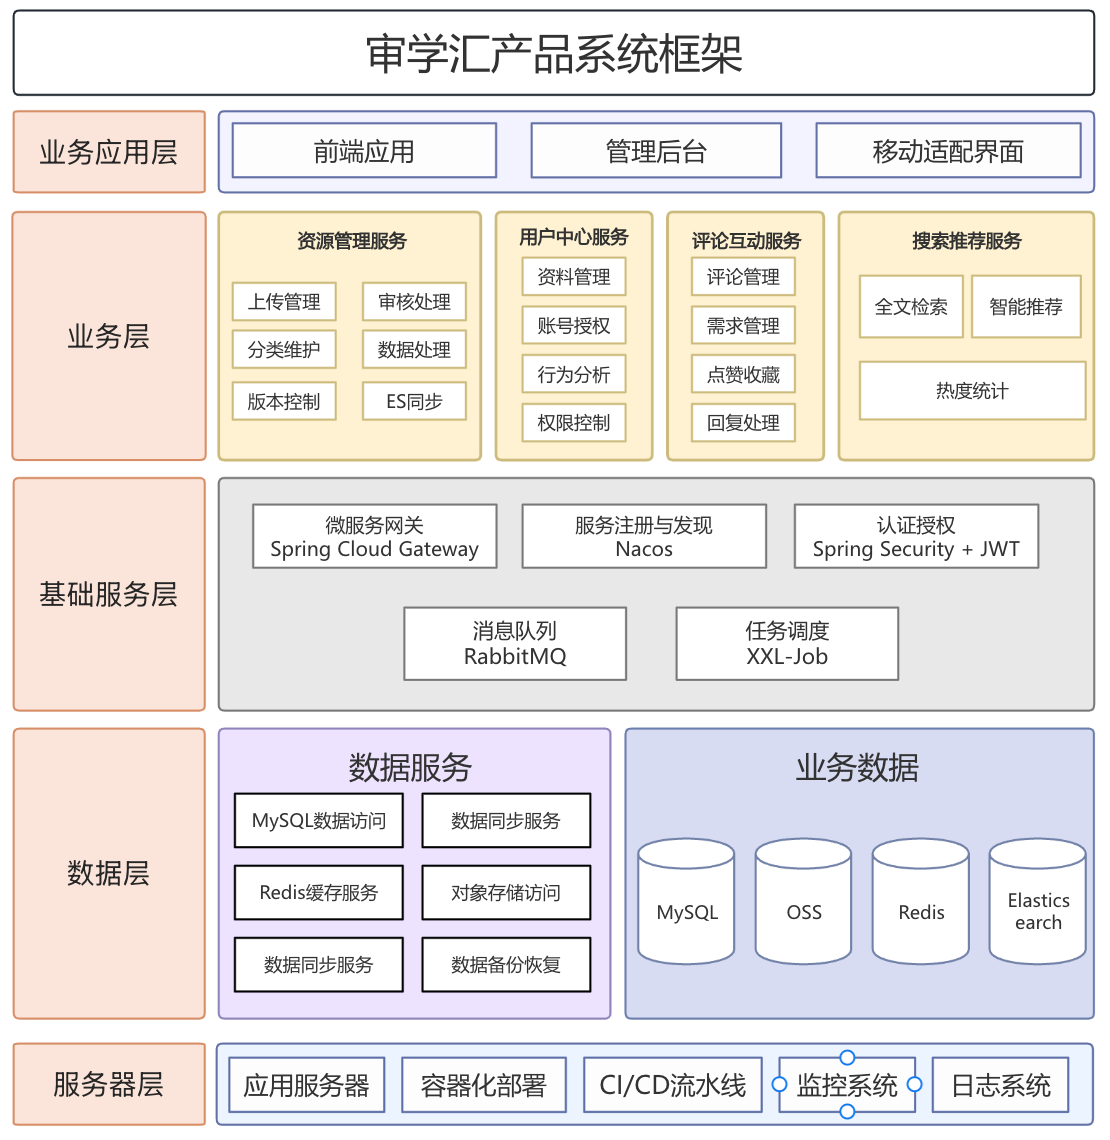 审学汇产品系统框架
业务应用层
前端应用
管理后台
移动适配界面
业务层
资源管理服务
上传管理
审核处理
分类维护
数据处理
版本控制
ES同步
用户中心服务
资料管理
账号授权
行为分析
权限控制
评论互动服务
评论管理
需求管理
点赞收藏
回复处理
搜索推荐服务
全文检索
智能推荐
热度统计
基础服务层
微服务网关
Spring Cloud Gateway
服务注册与发现
Nacos
认证授权
Spring Security + JWT
消息队列
RabbitMQ
任务调度
XXL-Job
数据层
数据服务
MySQL数据访问
数据同步服务
Redis缓存服务
对象存储访问
数据同步服务
数据备份恢复
业务数据
MySQL
OSS
Redis
Elastics
earch
服务器层
应用服务器
容器化部署
CI/CD流水线
监控系统
日志系统